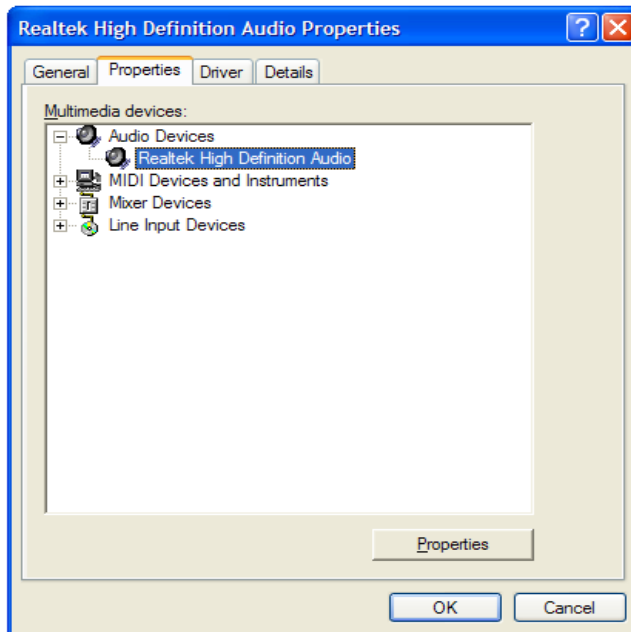 Realtek High Definition Audio Properties
General Properties Driver Details
Multimedia devices:
Audio Devices
Realtek High Definition Audio
MIDI Devices and Instruments
Mixer Devices
Line Input Devices
Properties
OK Cancel